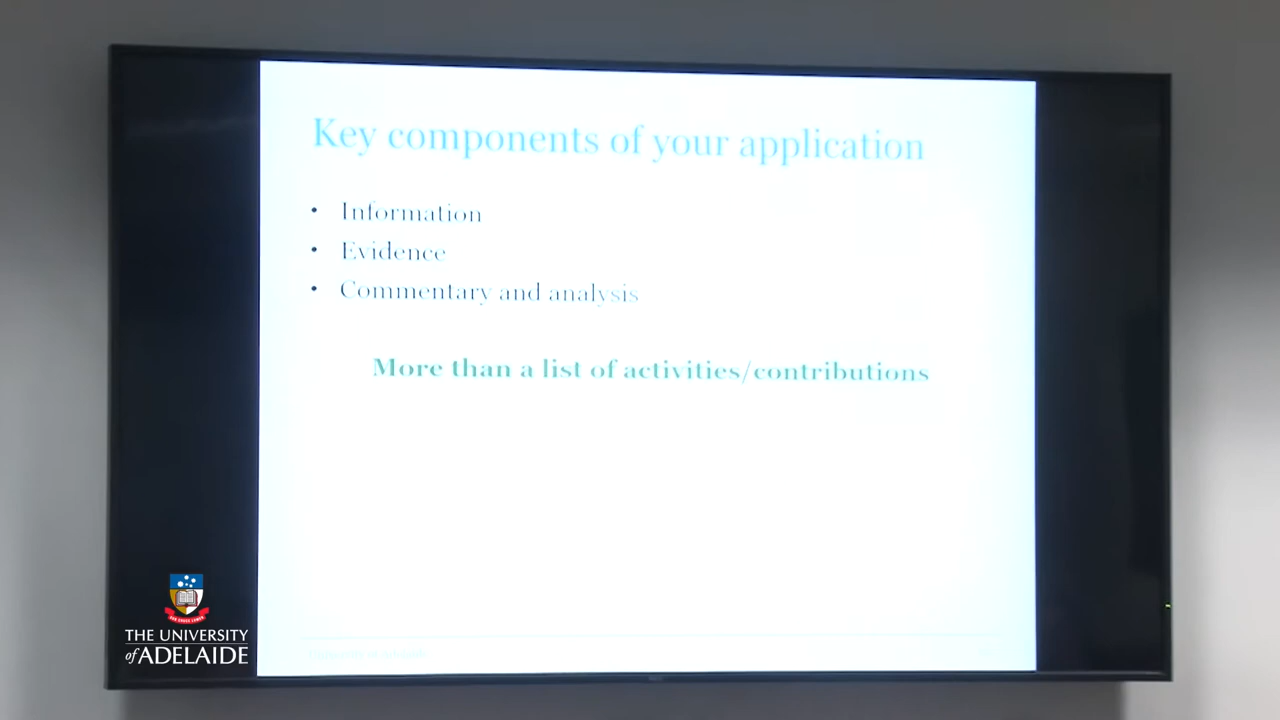 Key components of your application
• Information
• Evidence
• Commentary and analysis
More than a list of activities/contributions
THE UNIVERSITY
of ADELAIDE